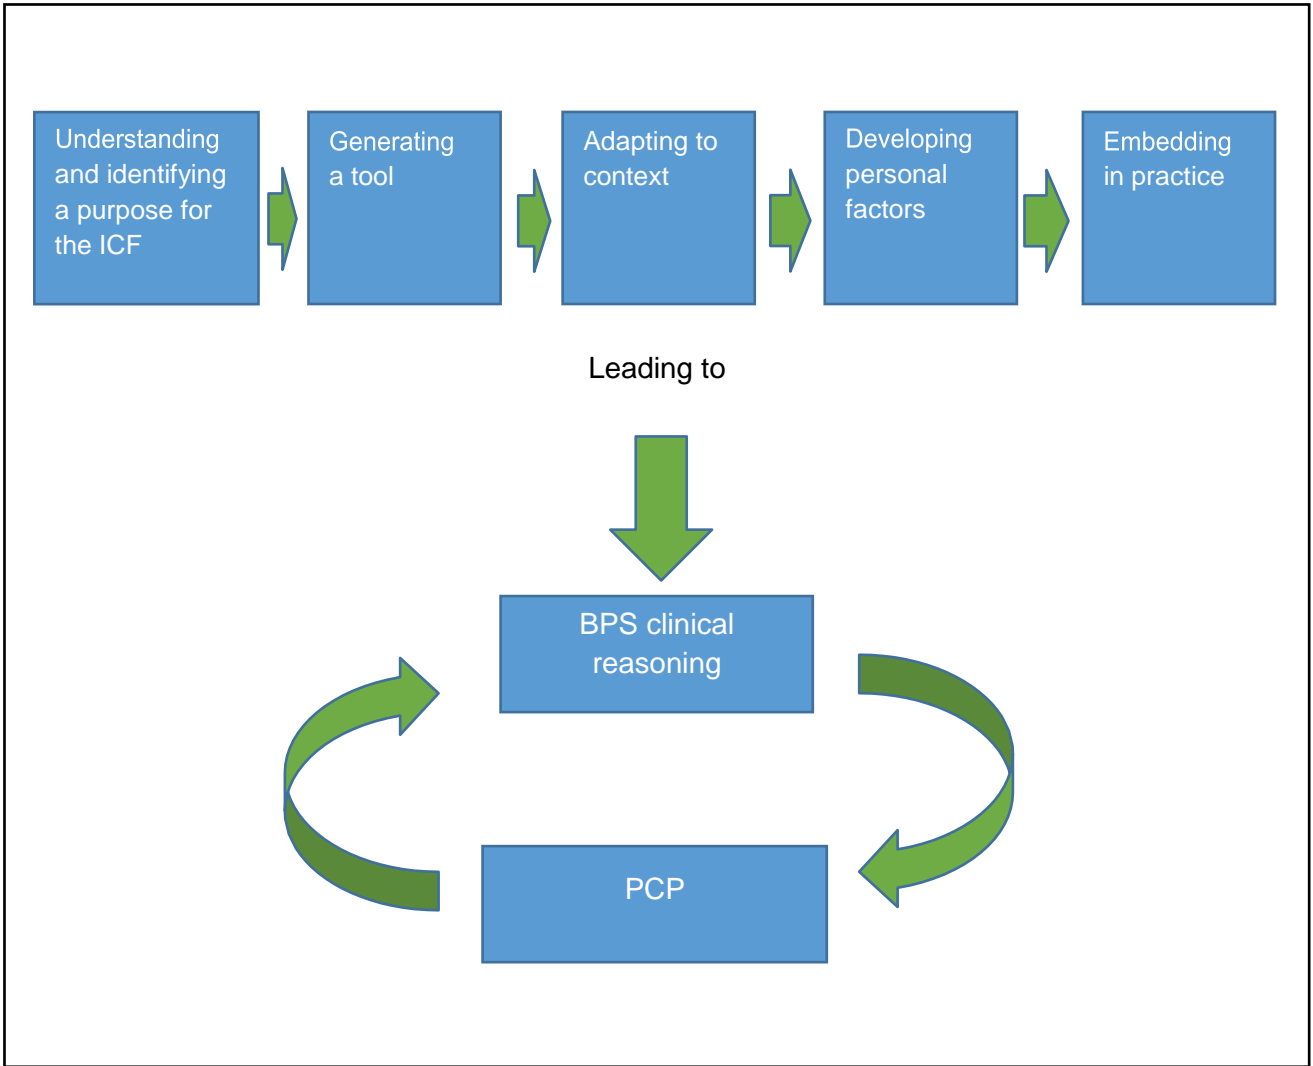 Understanding
and identifying
a purpose for
the ICF
Generating
a tool
Adapting to
context
Developing
personal
factors
Embedding
in practice
Leading to
BPS clinical
reasoning
PCP